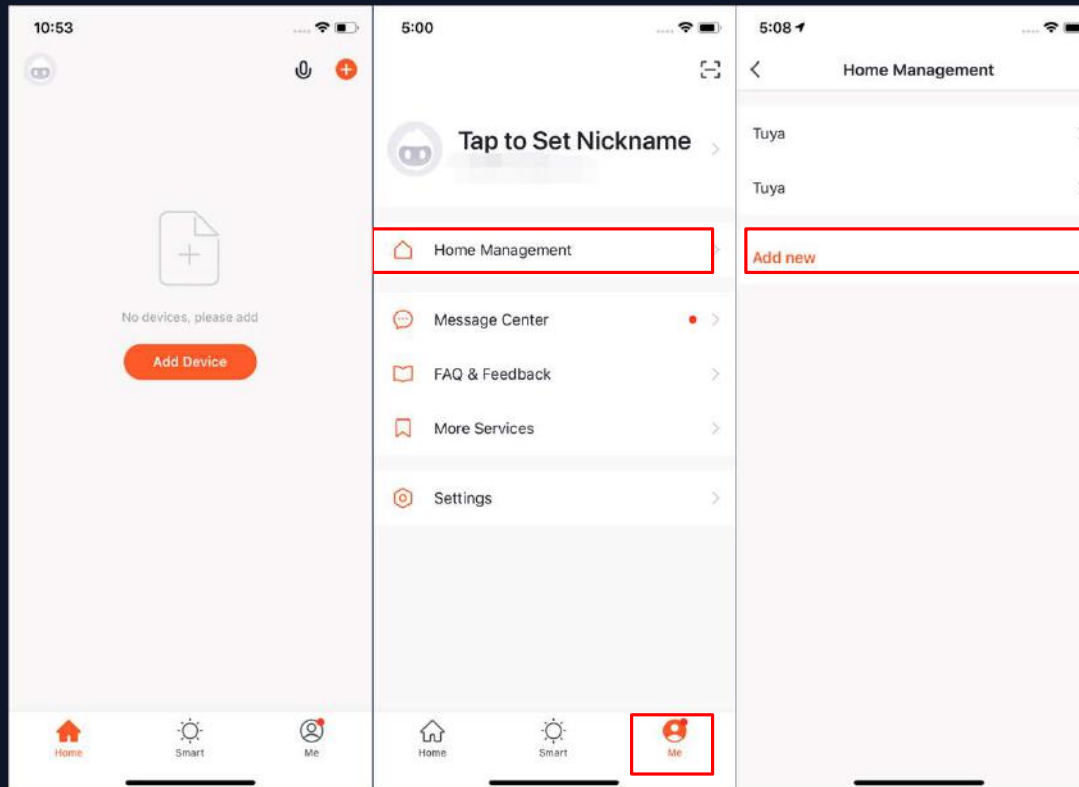 10:53
No devices, please add
Add Device
Home
Smart
Me
5:00
Tap to Set Nickname
Home Management
Message Center
FAQ & Feedback
More Services
Settings
Home
Smart
Me
5:08
Home Management
Tuya
Tuya
Add new